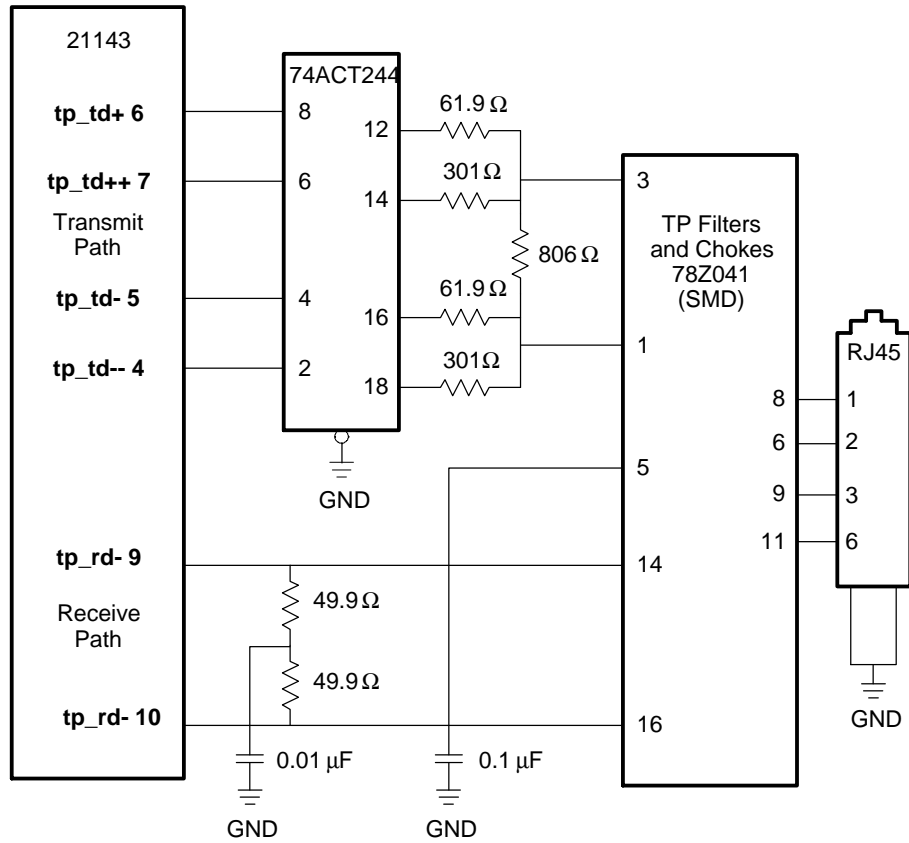 21143
74ACT244
tp_td+ 6
8
12
61.9 Ω
tp_td++ 7
6
14
301 Ω
3
Transmit
Path
TP Filters
and Chokes
78Z041
(SMD)
806 Ω
tp_td- 5
4
16
61.9 Ω
1
RJ45
tp_td-- 4
2
18
301 Ω
8
1
6
2
5
GND
9
3
11
6
tp_rd- 9
14
49.9 Ω
Receive
Path
49.9 Ω
tp_rd- 10
16
GND
0.01 μF
0.1 μF
GND
GND